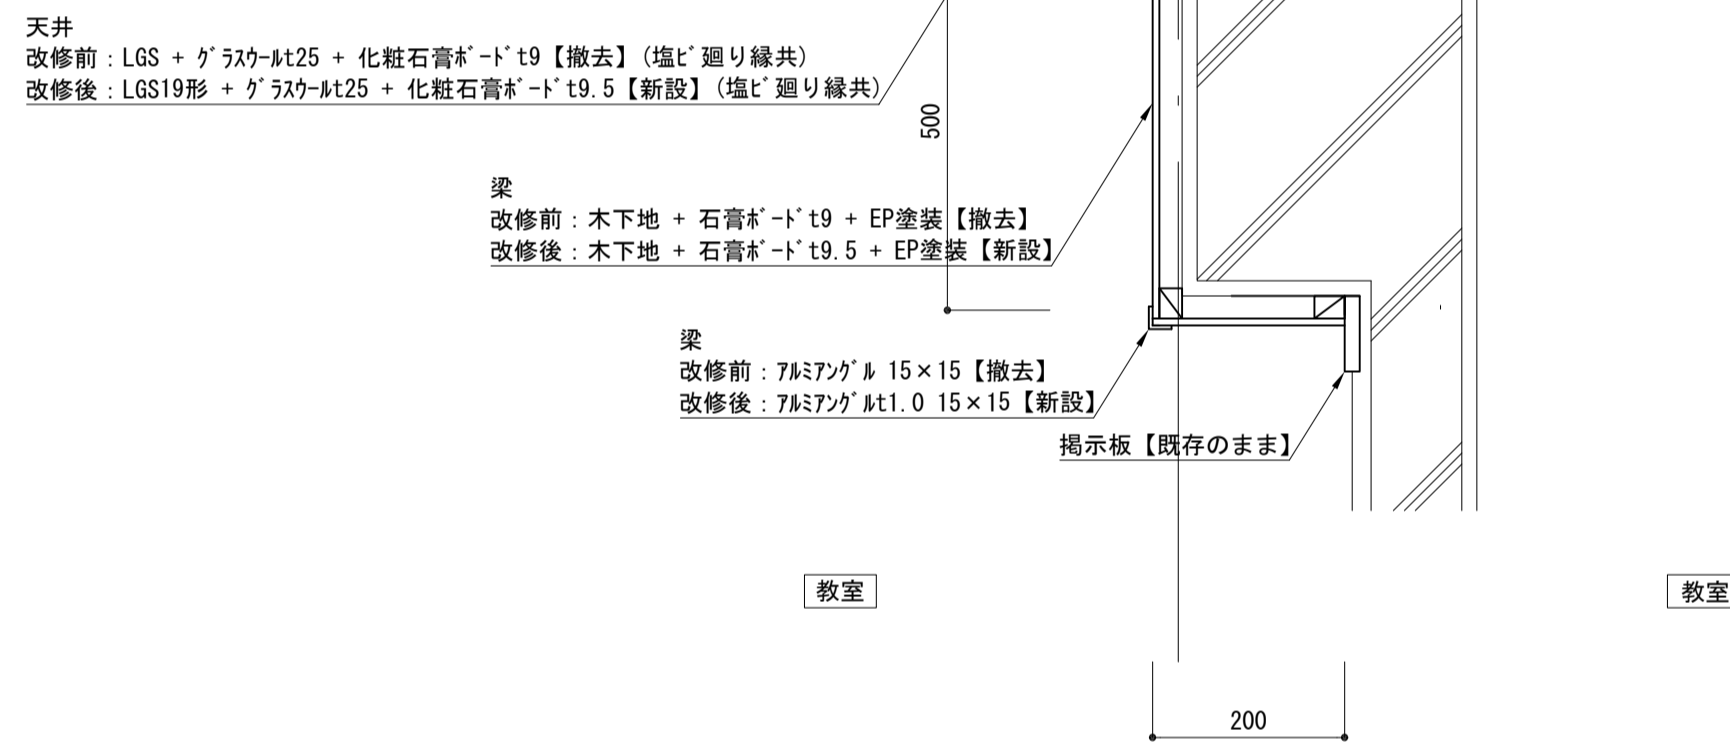 天井
改修前：LGS + ｸﾞﾗｽｳｰﾙt25 + 化粧石膏ﾎﾞｰﾄﾞt9【撤去】(塩ﾋﾞ廻り縁共)
改修後：LGS19形 + ｸﾞﾗｽｳｰﾙt25 + 化粧石膏ﾎﾞｰﾄﾞt9.5【新設】(塩ﾋﾞ廻り縁共)
500
梁
改修前：木下地 + 石膏ﾎﾞｰﾄﾞt9 + EP塗装【撤去】
改修後：木下地 + 石膏ﾎﾞｰﾄﾞt9.5 + EP塗装【新設】
梁
改修前：ｱﾙﾐｱﾝｸﾞﾙ 15×15【撤去】
改修後：ｱﾙﾐｱﾝｸﾞﾙt1.0 15×15【新設】
掲示板【既存のまま】
教室
教室
200